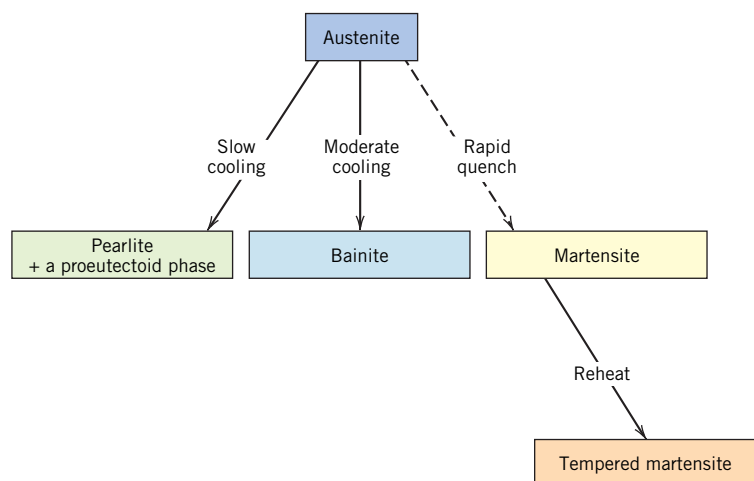 Austenite
Slow
cooling
Moderate
cooling
Rapid
quench
Pearlite
+ a proeutectoid phase
Bainite
Martensite
Reheat
Tempered martensite